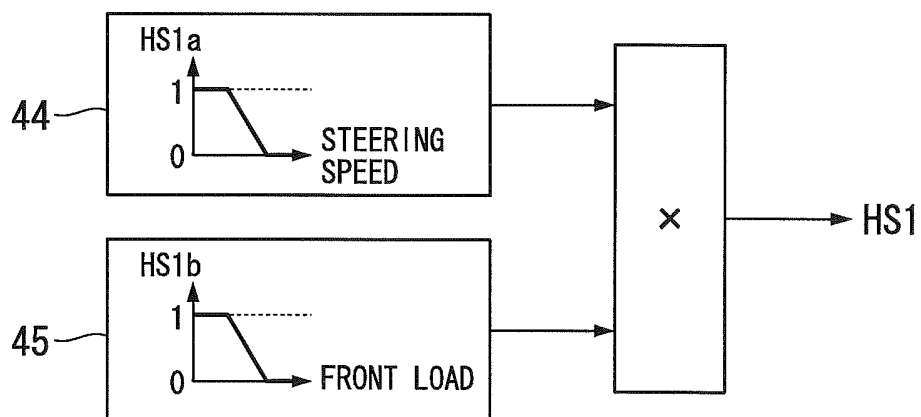 44
HS1a
1
0
STEERING
SPEED
45
HS1b
1
0
FRONT LOAD
×
HS1